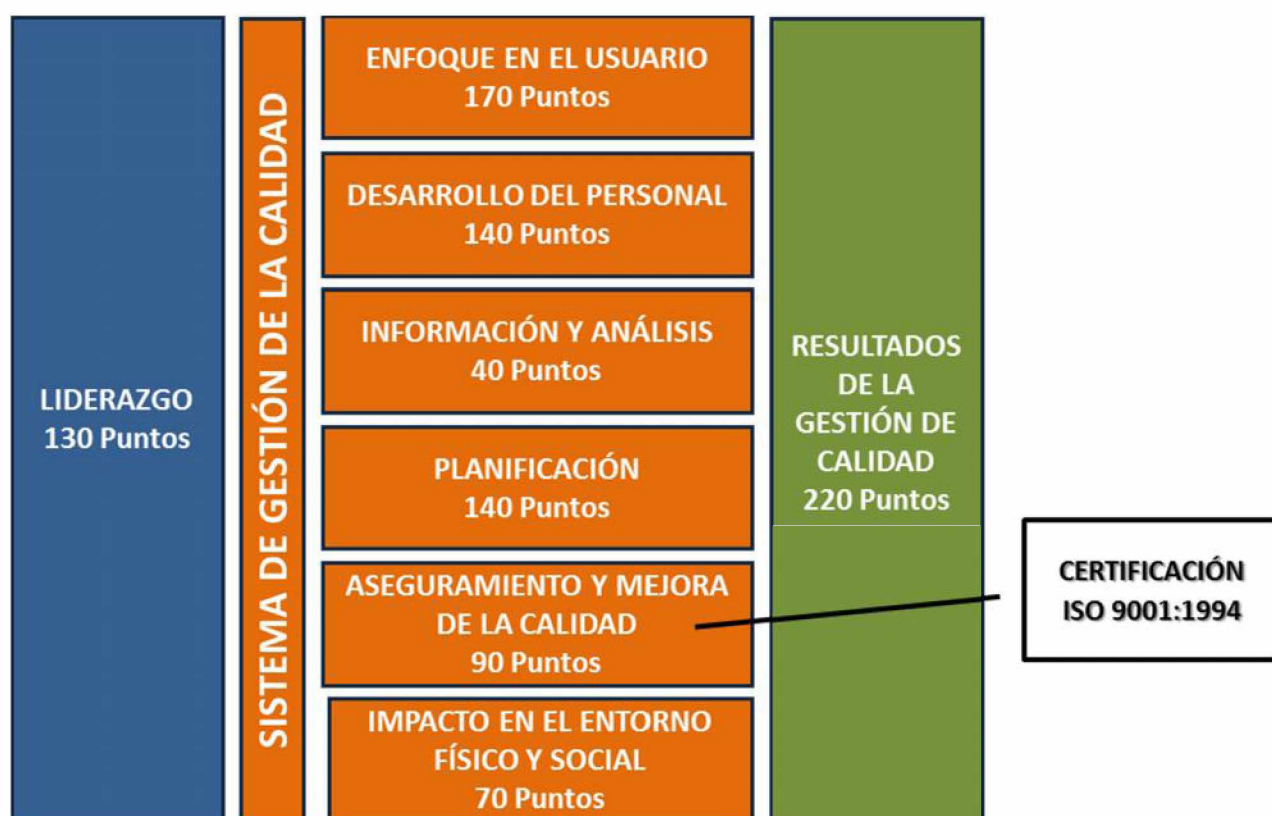 LIDERAZGO
130 Puntos
SISTEMA DE GESTIÓN DE LA CALIDAD
ENFOQUE EN EL USUARIO
170 Puntos
DESARROLLO DEL PERSONAL
140 Puntos
INFORMACIÓN Y ANÁLISIS
40 Puntos
PLANIFICACIÓN
140 Puntos
ASEGURAMIENTO Y MEJORA
DE LA CALIDAD
90 Puntos
IMPACTO EN EL ENTORNO
FÍSICO Y SOCIAL
70 Puntos
RESULTADOS
DE LA
GESTIÓN DE
CALIDAD
220 Puntos
CERTIFICACIÓN
ISO 9001:1994